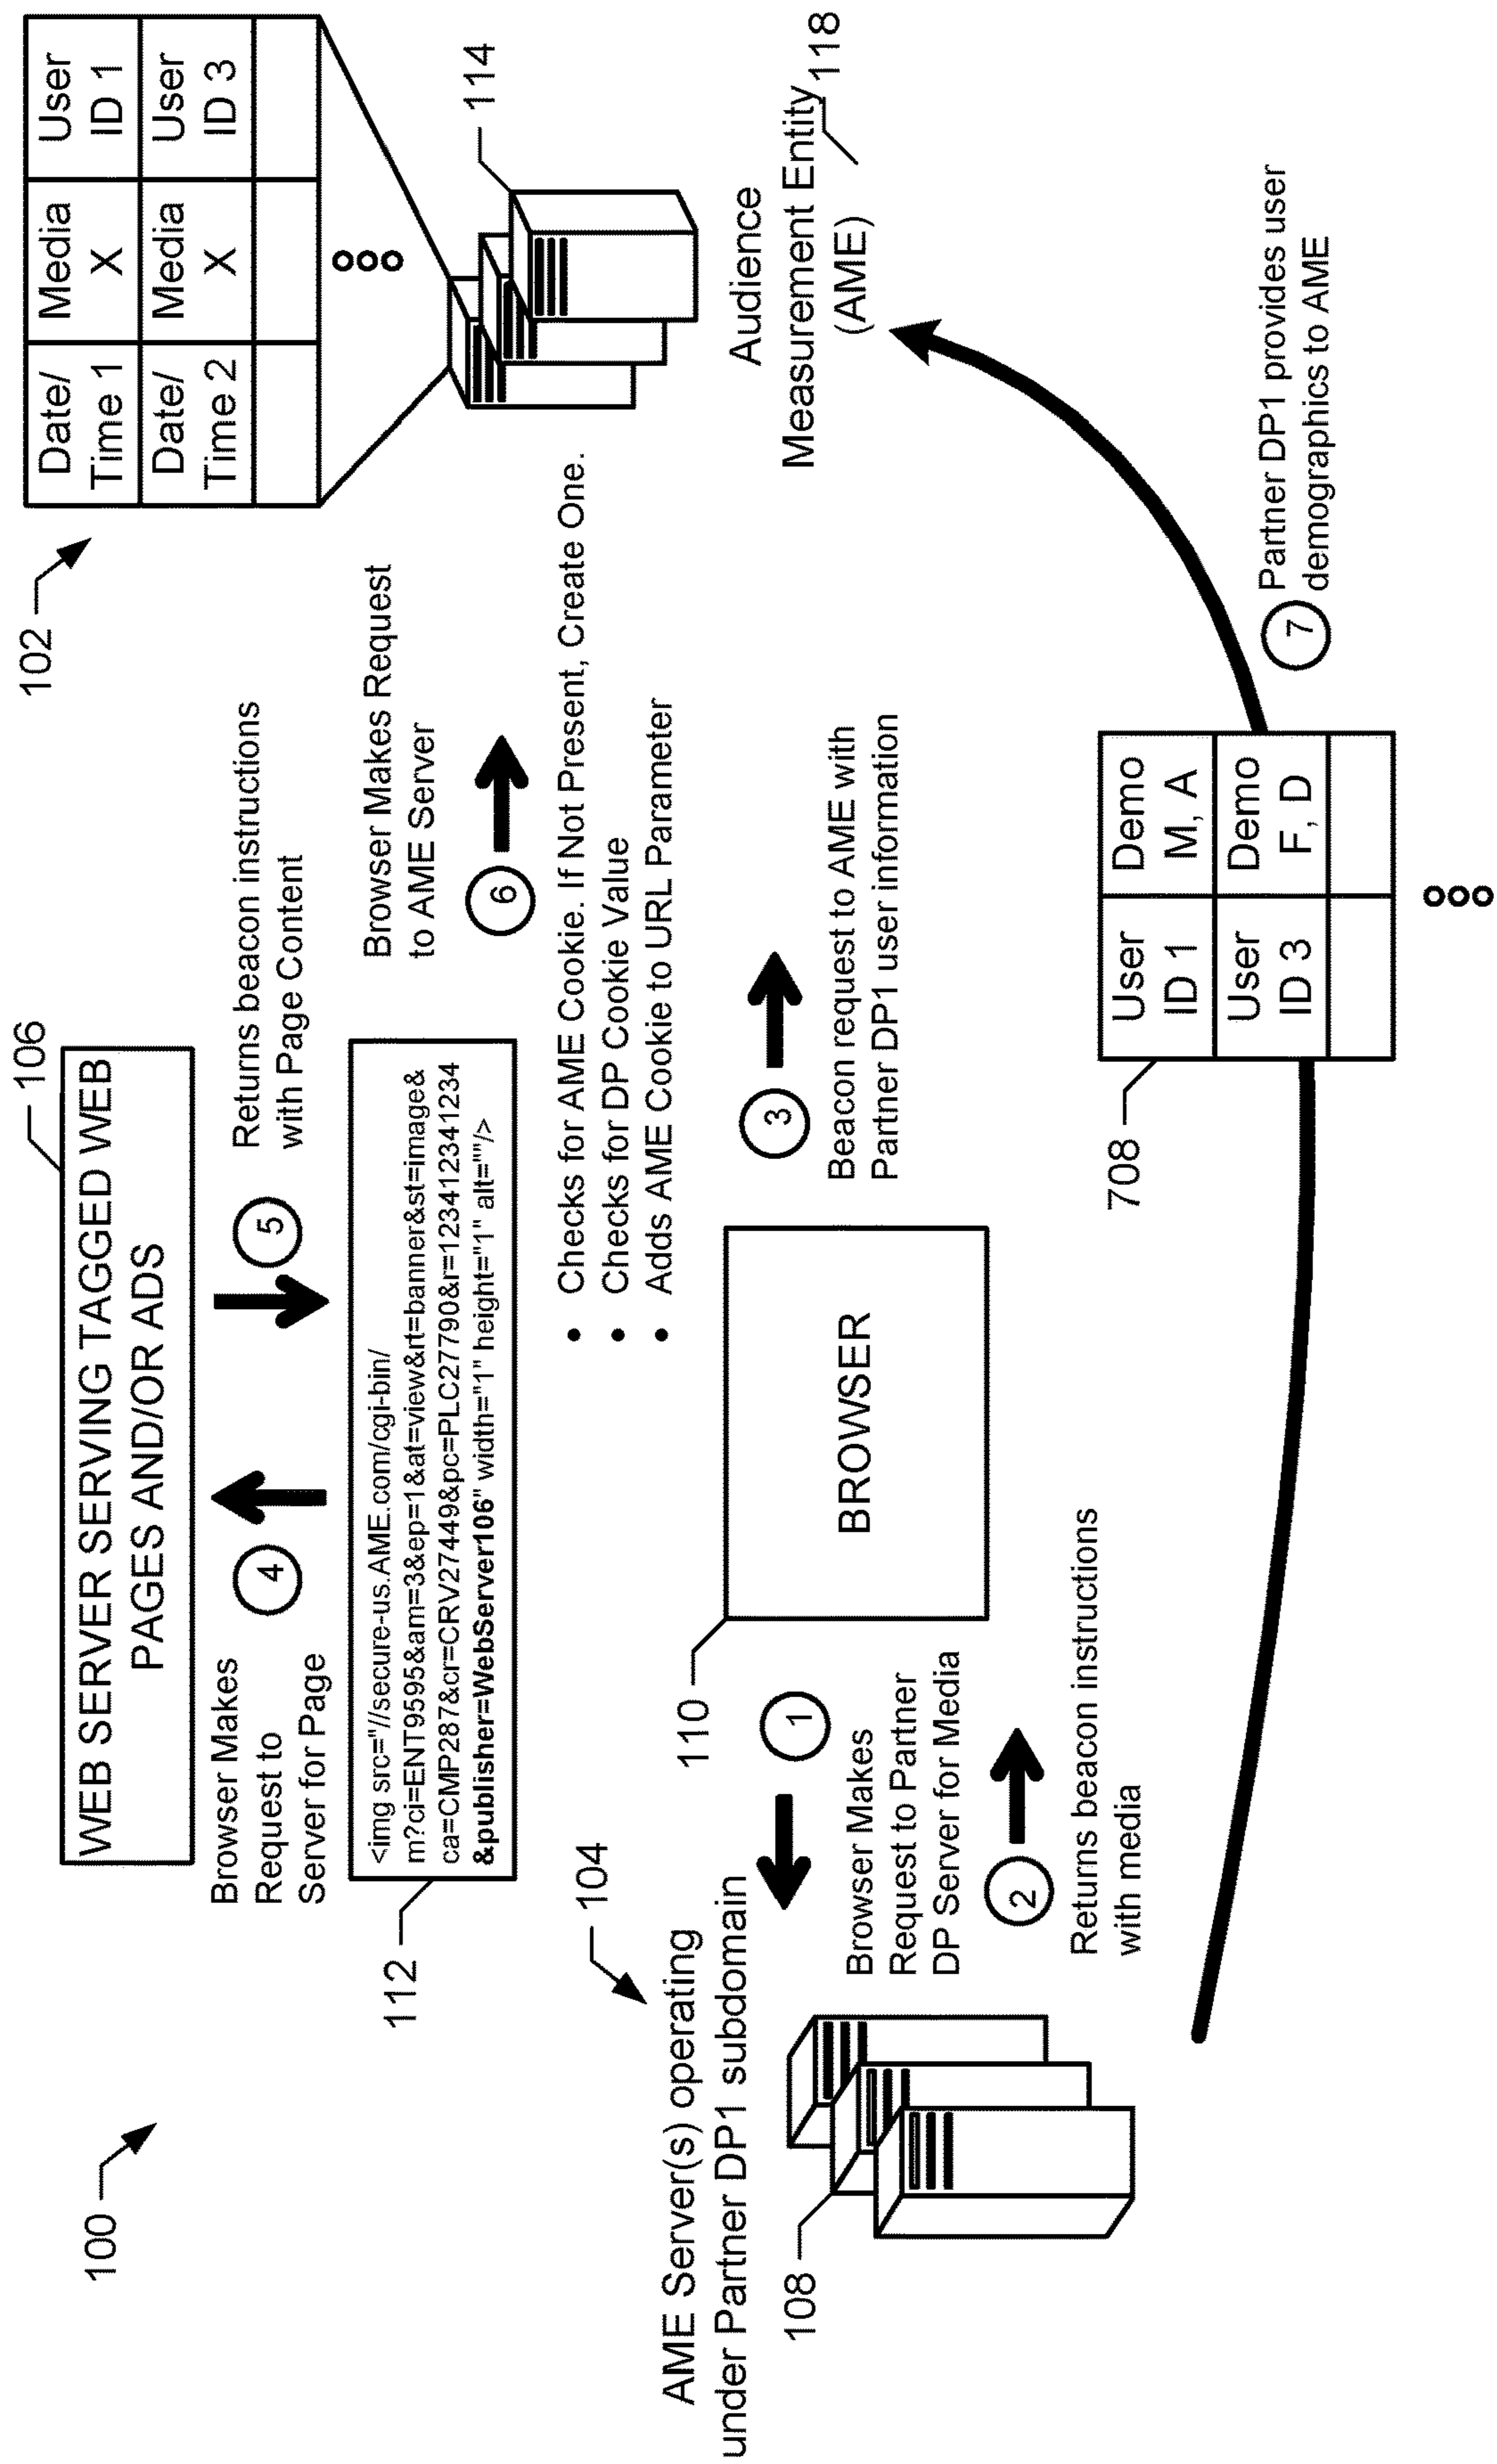 100
WEB SERVER SERVING TAGGED WEB
PAGES AND/OR ADS
106
102
Date/
Time 1
Media
X
User
ID 1
Date/
Time 2
Media
X
User
ID 3
114
Browser Makes
Request to
Server for Page
4
5
Returns beacon instructions
with Page Content
112
<img src="//secure-us.AME.com/cgi-bin/
m?ci=ENT9595&am=3&ep=1&at=view&rt=banner&st=image&
ca=CMP287&cr=CRV27449&pc=PLC27790&r=123412341234
&publisher=WebServer106" width="1" height="1" alt=""/>
Browser Makes Request
to AME Server
6
• Checks for AME Cookie. If Not Present, Create One.
• Checks for DP Cookie Value
• Adds AME Cookie to URL Parameter
104
AME Server(s) operating
under Partner DP1 subdomain
108
1
Browser Makes
Request to Partner
DP Server for Media
2
Returns beacon instructions
with media
110
BROWSER
3
Beacon request to AME with
Partner DP1 user information
Audience
Measurement Entity
(AME)
118
708
User
ID 1
Demo
M, A
User
ID 3
Demo
F, D
7
Partner DP1 provides user
demographics to AME